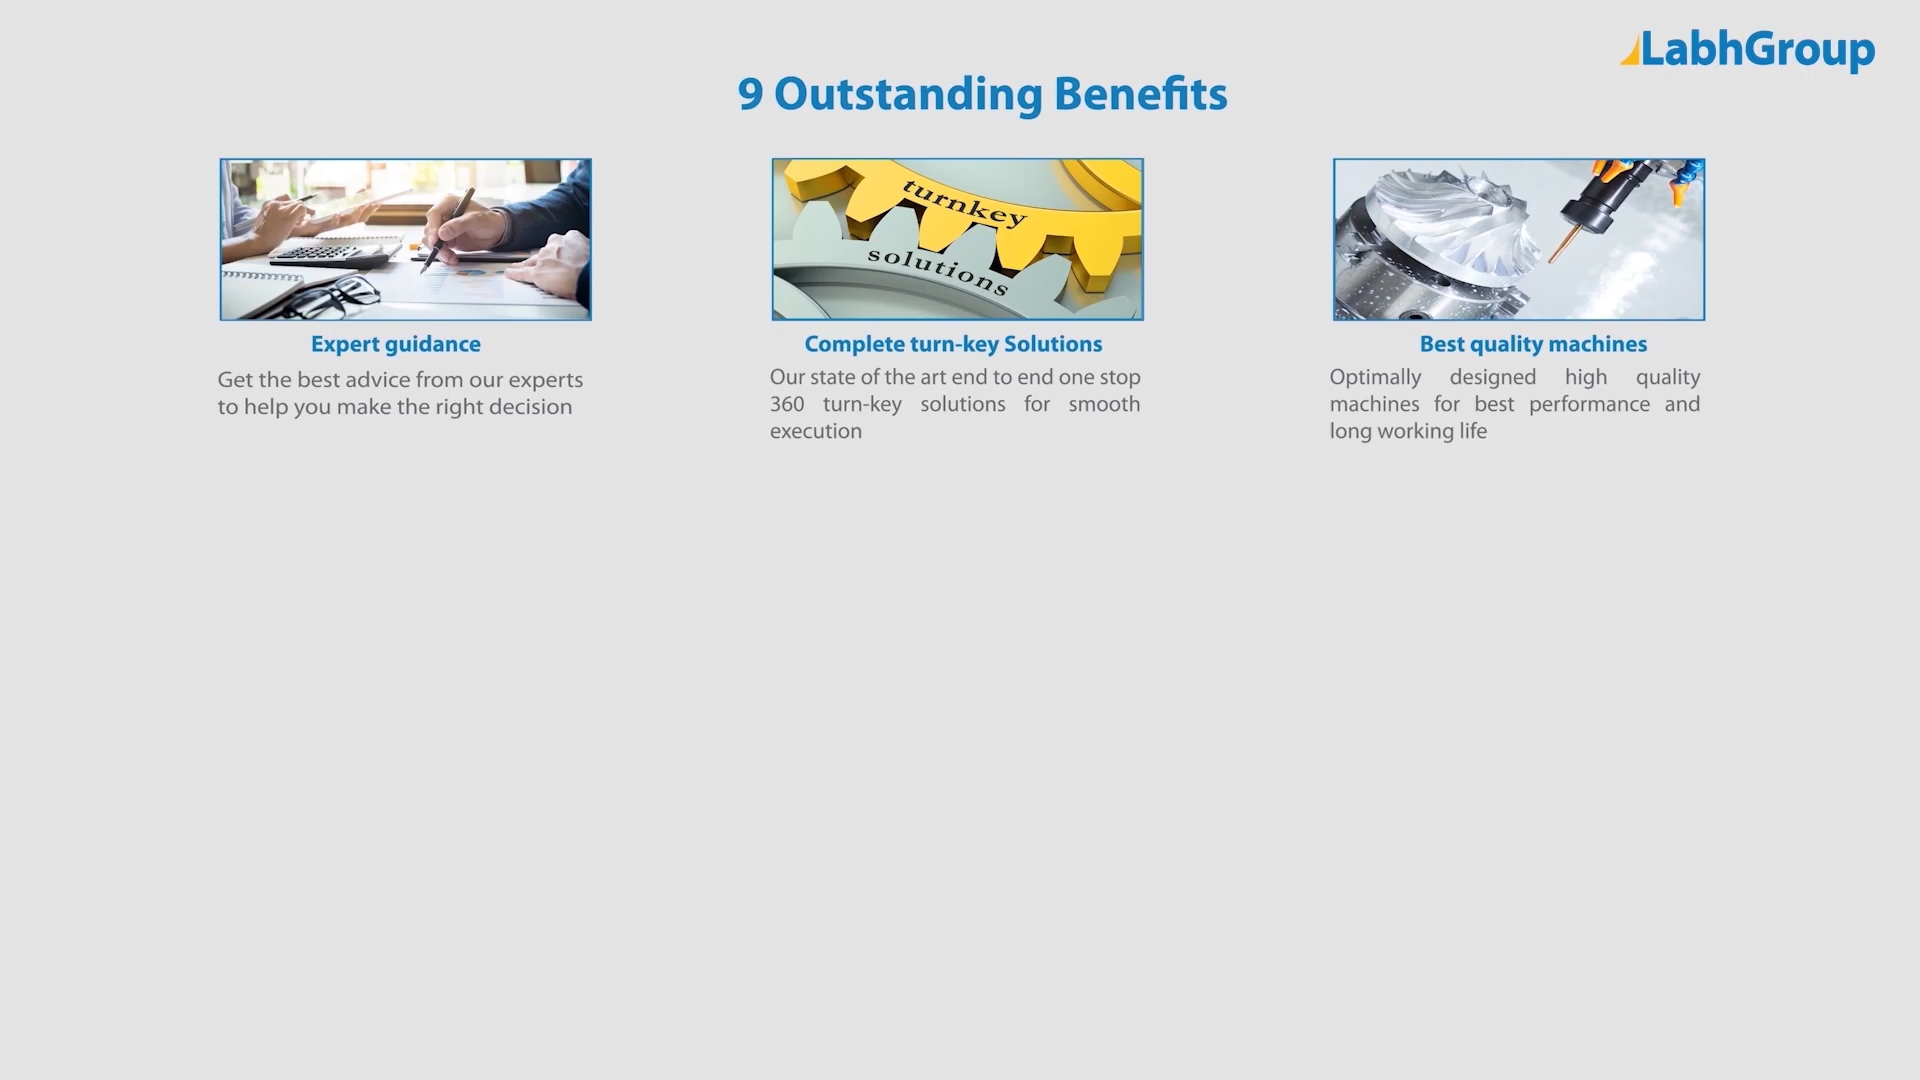 LabhGroup
9 Outstanding Benefits
turnkey
solutions
Expert guidance
Get the best advice from our experts
to help you make the right decision
Complete turn-key Solutions
Our state of the art end to end one stop
360 turn-key solutions for smooth
execution
Best quality machines
Optimally designed high quality
machines for best performance and
long working life